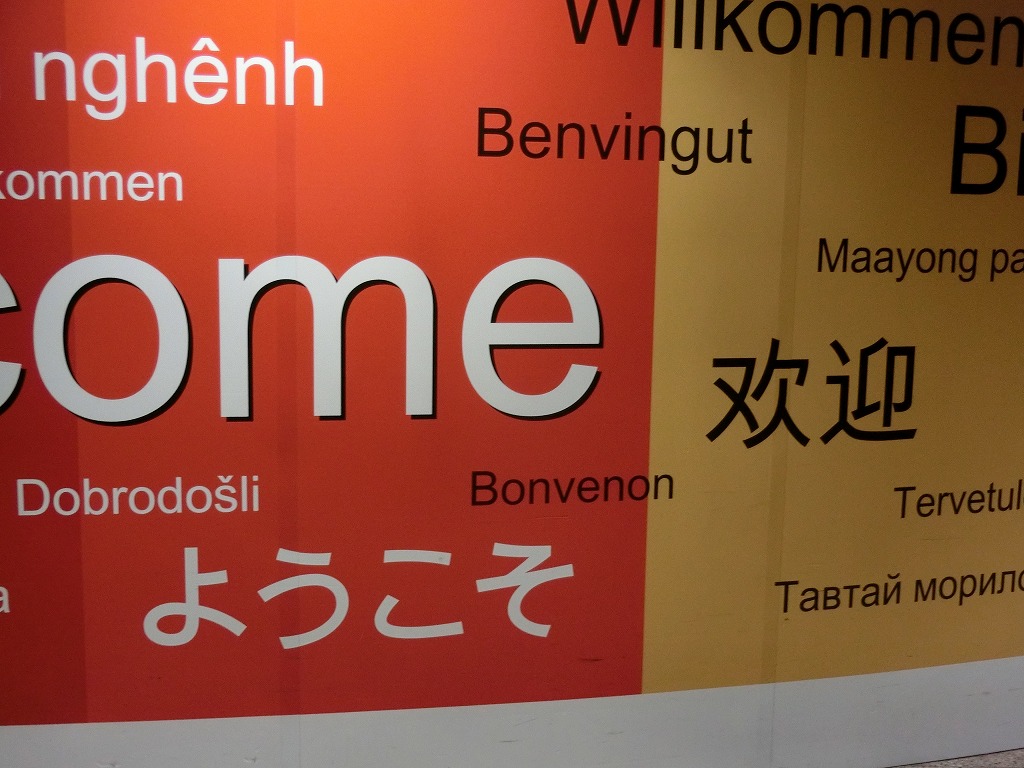 Willkommen
nghênh
Benvingut
Bi
kommen
Maayong pa
come
欢迎
Dobrodošli
Bonvenon
Tervetul
ようこそ
Тавтай морило
a